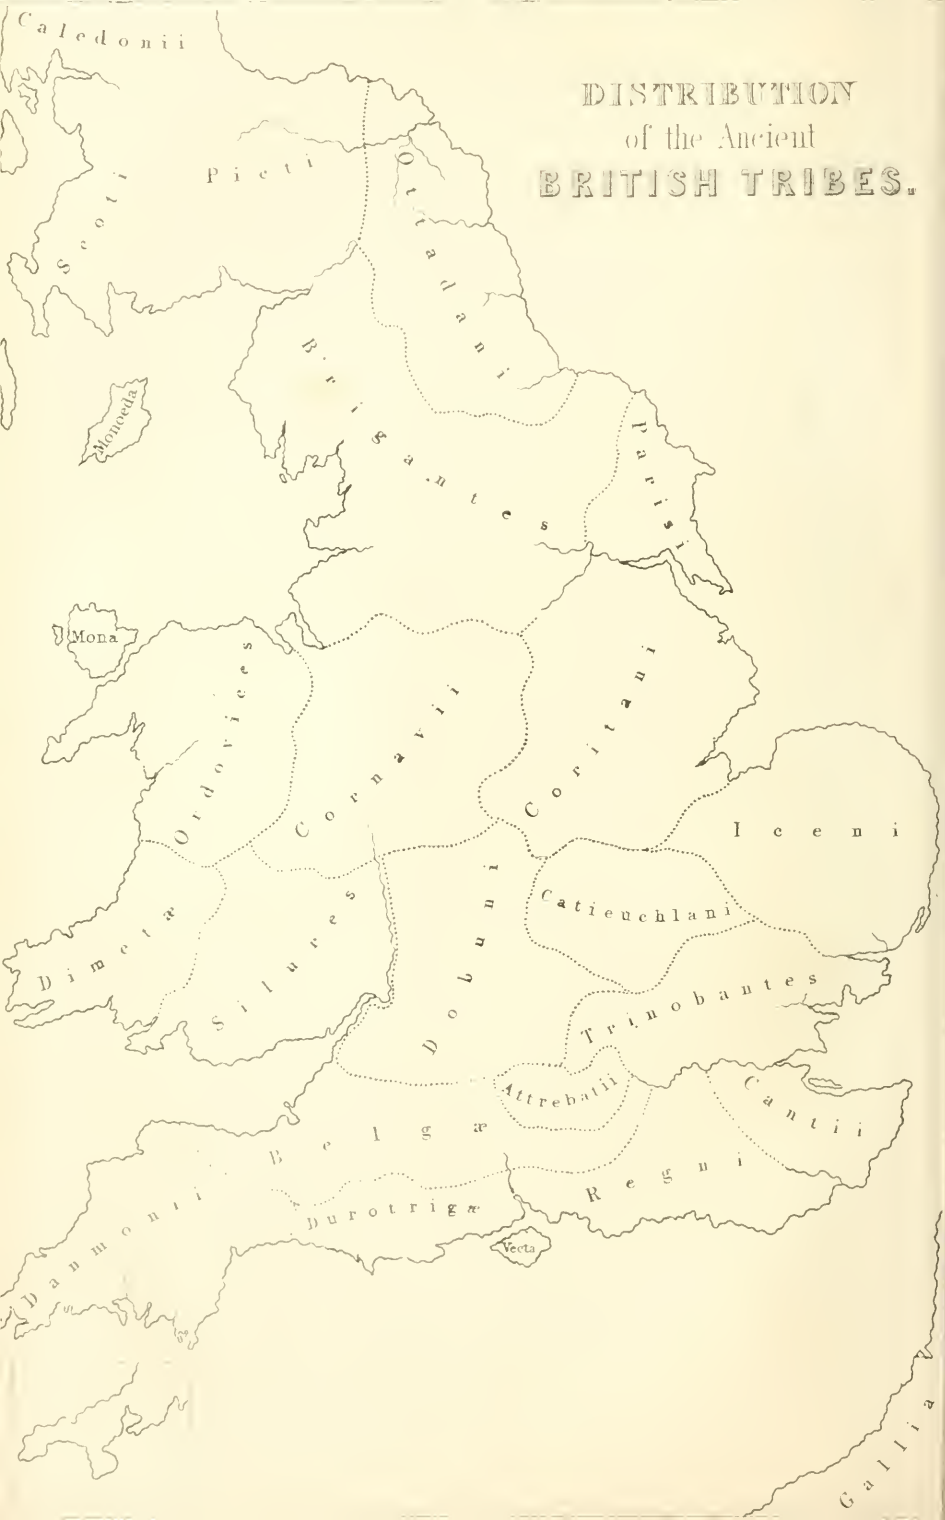 Caledonii
DISTRIBUTION
of the Ancient
BRITISH TRIBES.
Picti
Scoti
Ottadani
Brigantes
Monoeda
Parisi
Mona
Ordovices
Cornavii
Coritani
Iceni
Catieuchlani
Dimetæ
Silures
Dobuni
Trinobantes
Attrebatii
Cantii
Belgæ
Regni
Danmonii
Durotrigæ
Vecta
Gallia